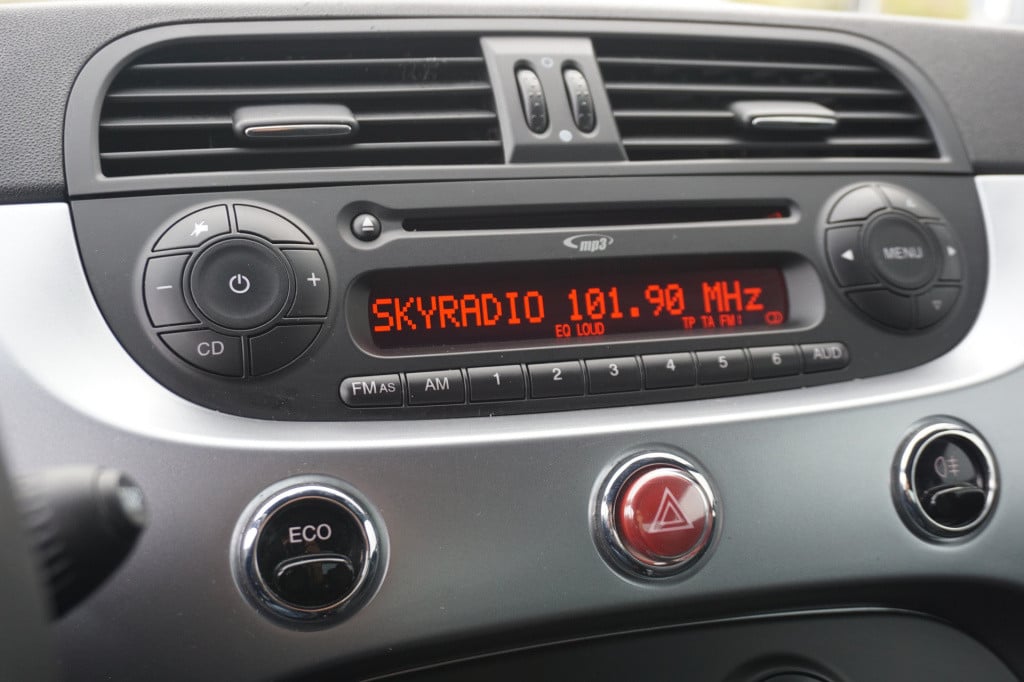 mp3
MENU
SKYRADIO 101.90 MHz
EQ LOUD TP TA FM1
CD
FM AS AM 1 2 3 4 5 6 AUD
ECO